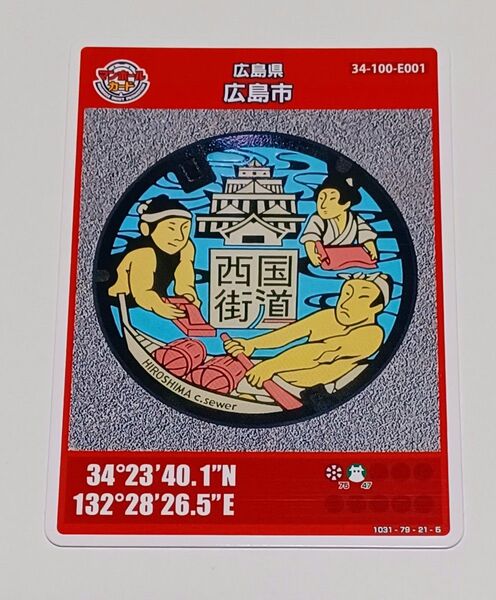 マンホール
カード
広島県
広島市
34-100-E001
西国
街道
HIROSHIMA c.sewer
34°23'40.1"N
132°28'26.5"E
75
47
1031-79-21-5